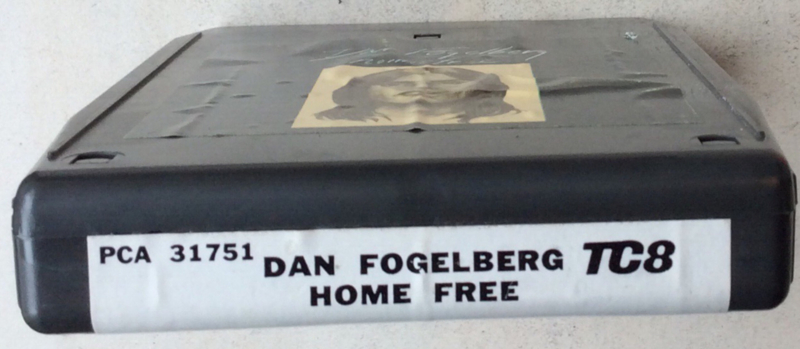 PCA 31751 DAN FOGELBERG TC8
HOME FREE